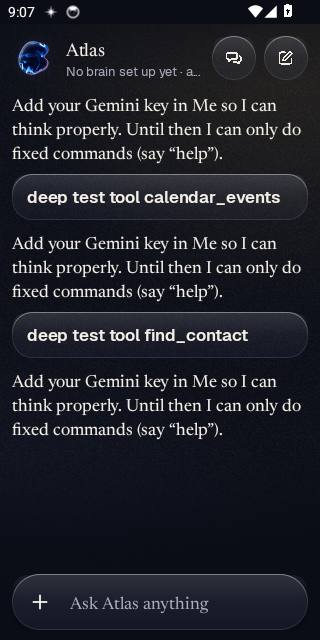 9:07
Atlas
No brain set up yet · a…
Add your Gemini key in Me so I can
think properly. Until then I can only do
fixed commands (say “help”).
deep test tool calendar_events
Add your Gemini key in Me so I can
think properly. Until then I can only do
fixed commands (say “help”).
deep test tool find_contact
Add your Gemini key in Me so I can
think properly. Until then I can only do
fixed commands (say “help”).
Ask Atlas anything